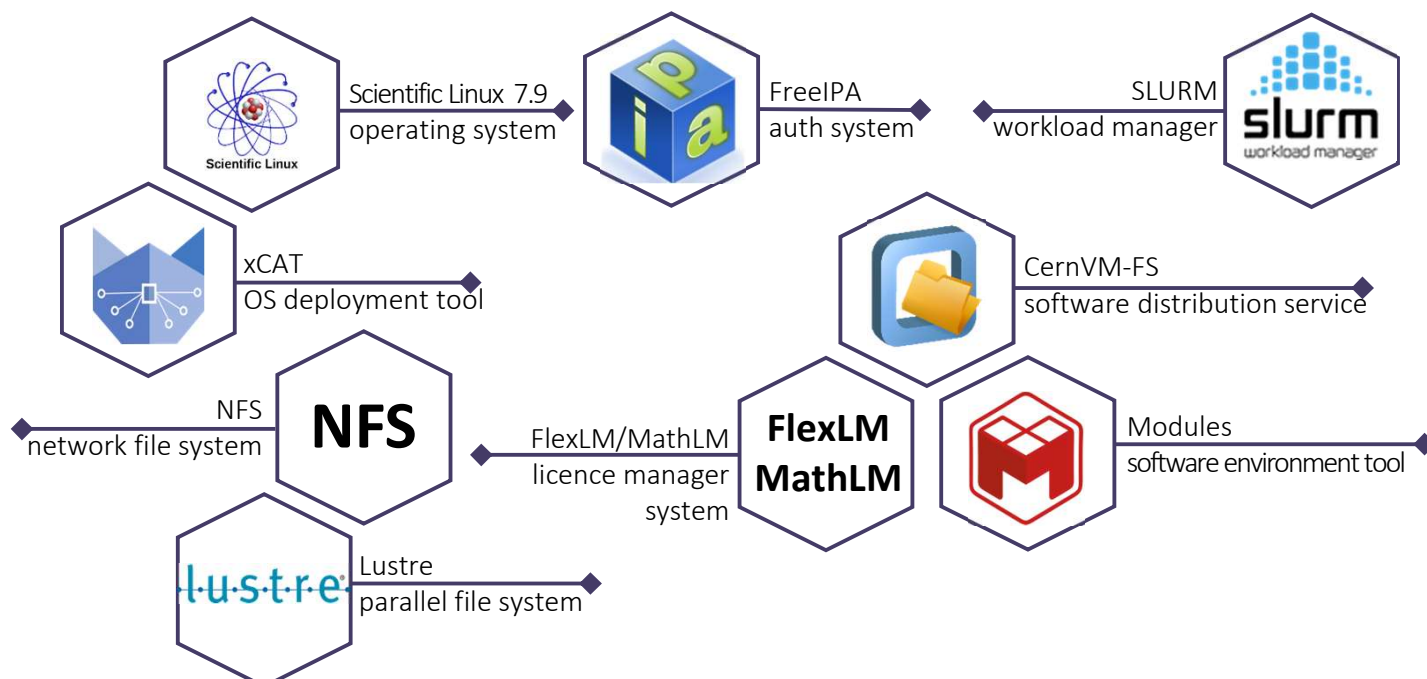 Scientific Linux 7.9
operating system
Scientific Linux
FreeIPA
auth system
i p a
SLURM
workload manager
slurm
workload manager
xCAT
OS deployment tool
CernVM-FS
software distribution service
NFS
network file system
NFS
FlexLM/MathLM
licence manager
system
FlexLM
MathLM
Modules
software environment tool
M
Lustre
parallel file system
l·u·s·t·r·e®